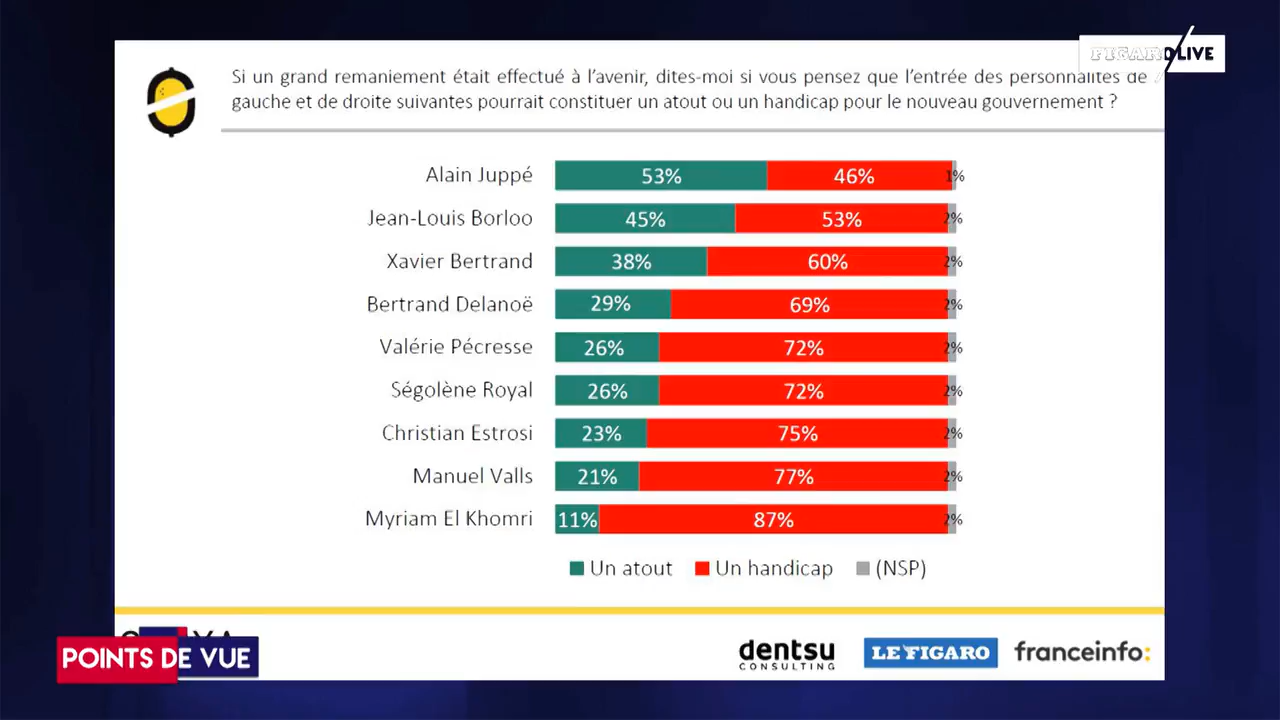 FIGARO LIVE
Si un grand remaniement était effectué à l'avenir, dites-moi si vous pensez que l'entrée des personnalités de
gauche et de droite suivantes pourrait constituer un atout ou un handicap pour le nouveau gouvernement ?
Alain Juppé 53% 46% 1%
Jean-Louis Borloo 45% 53% 2%
Xavier Bertrand 38% 60% 2%
Bertrand Delanoë 29% 69% 2%
Valérie Pécresse 26% 72% 2%
Ségolène Royal 26% 72% 2%
Christian Estrosi 23% 75% 2%
Manuel Valls 21% 77% 2%
Myriam El Khomri 11% 87% 2%
Un atout Un handicap (NSP)
POINTS DE VUE
dentsu
CONSULTING
LE FIGARO
franceinfo: